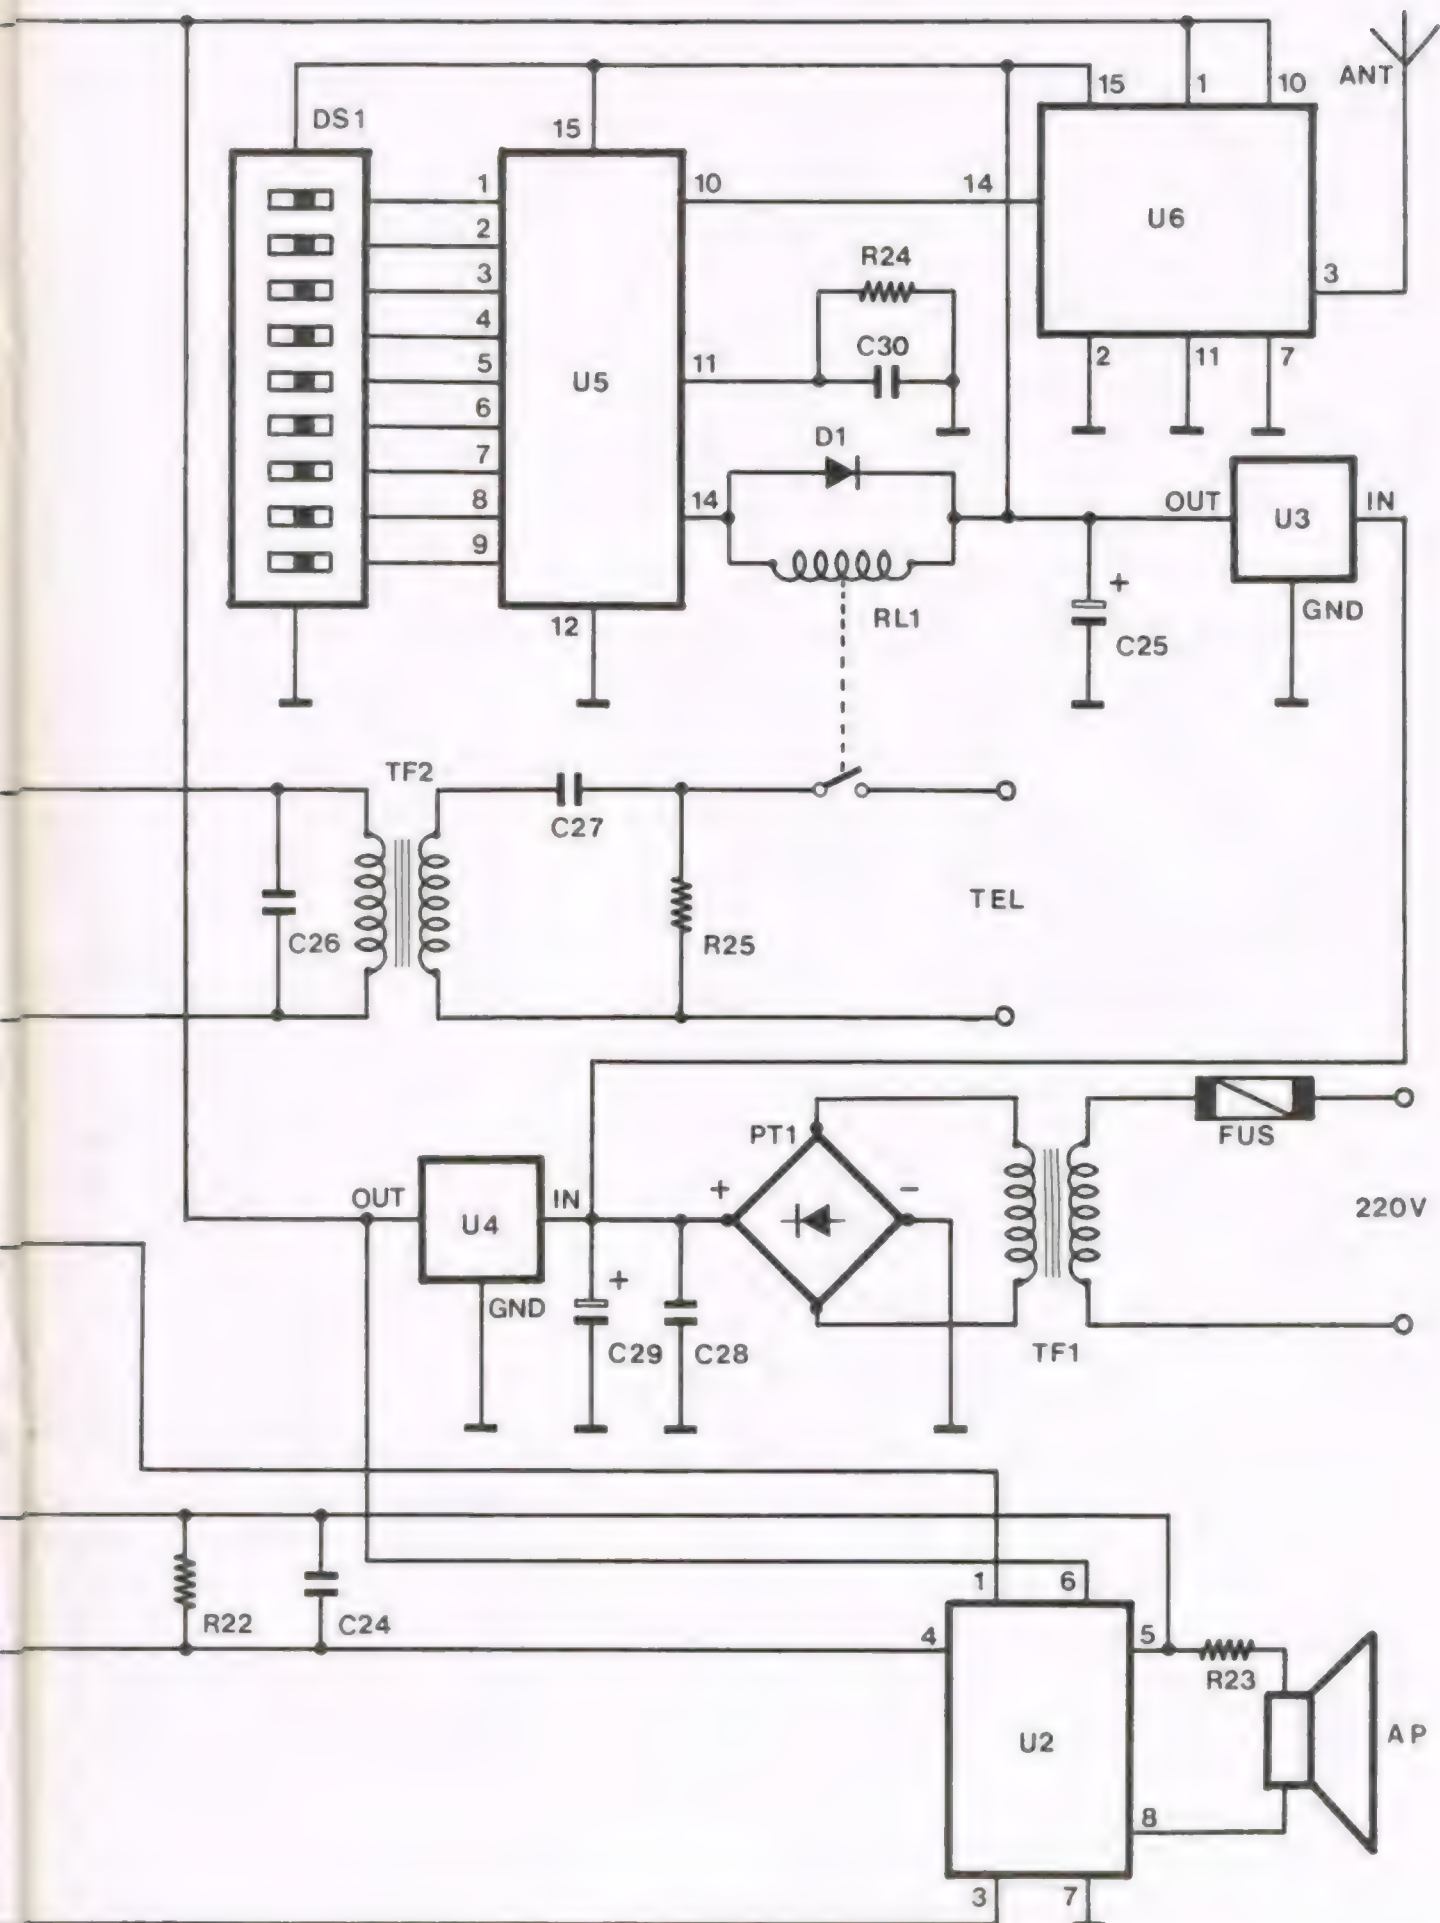 ANT
15 1 10
DS1
15
1 10 14
U6
2
3
R24
3
4
C30
2 11 7
5 11
U5
6
D1
7
8 14
OUT
U3
IN
9
+
GND
12
RL1
C25
TF2
C27
TEL
C26
R25
PT1
FUS
+
-
OUT
U4
IN
220V
+
GND
C29
C28
TF1
1 6
R22
C24
4
5
R23
U2
AP
8
3 7